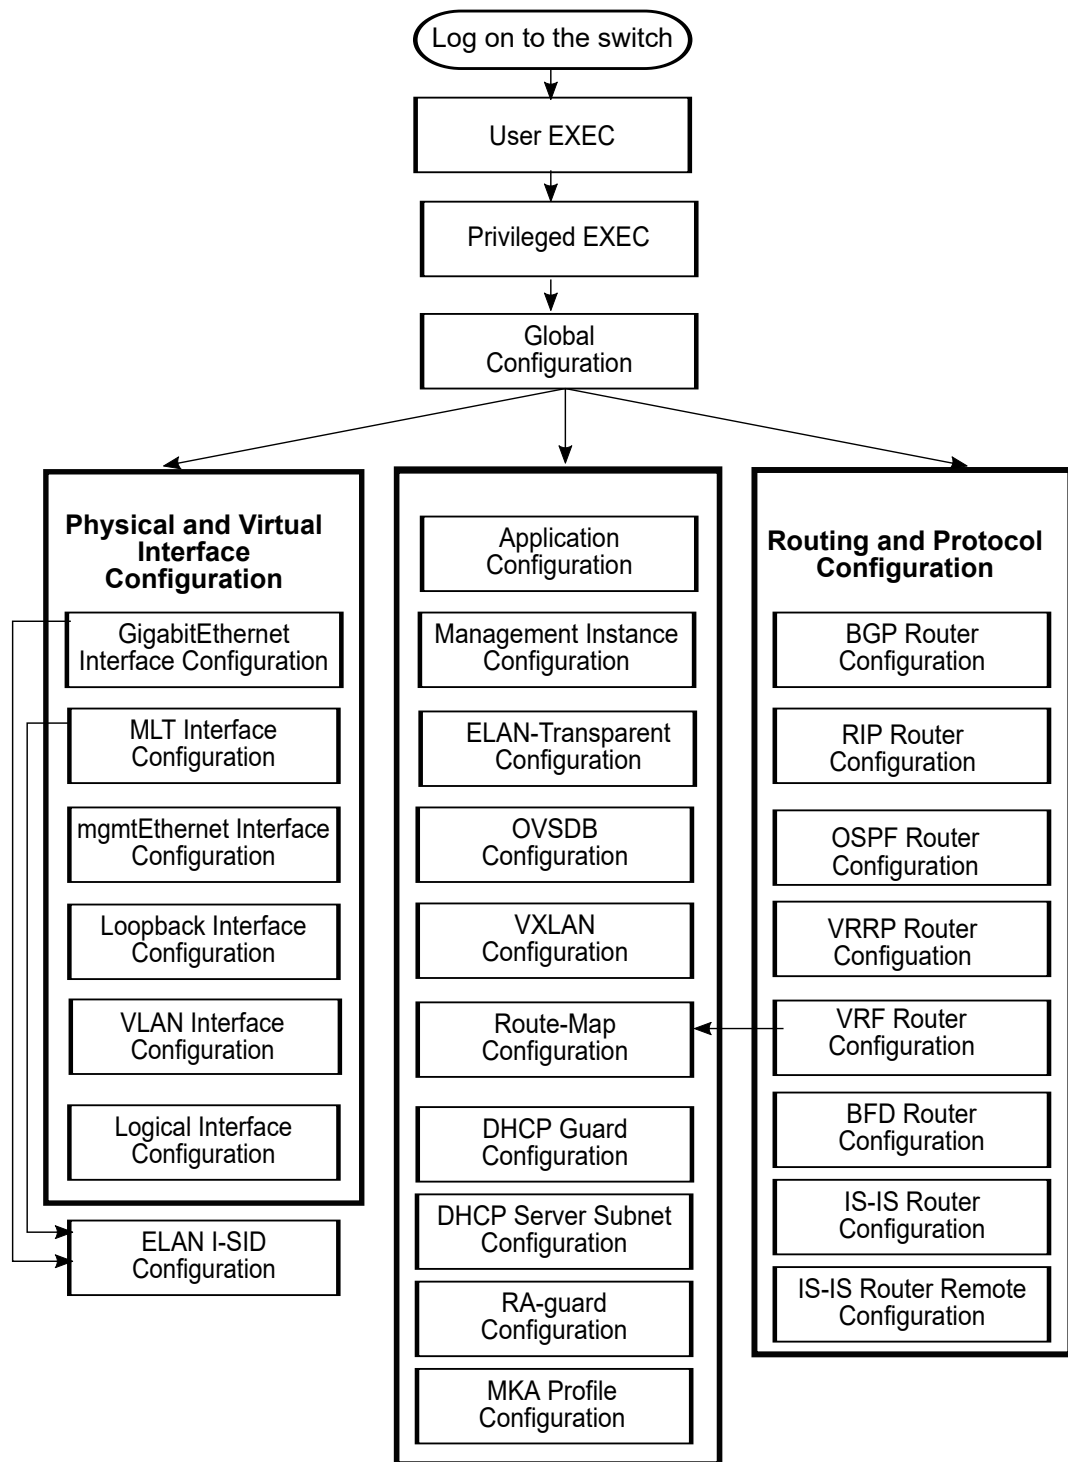 Log on to the switch
User EXEC
Privileged EXEC
Global
Configuration
Physical and Virtual
Interface
Configuration
GigabitEthernet
Interface Configuration
MLT Interface
Configuration
mgmtEthernet Interface
Configuration
Loopback Interface
Configuration
VLAN Interface
Configuration
Logical Interface
Configuration
ELAN I-SID
Configuration
Application
Configuration
Management Instance
Configuration
ELAN-Transparent
Configuration
OVSDB
Configuration
VXLAN
Configuration
Route-Map
Configuration
DHCP Guard
Configuration
DHCP Server Subnet
Configuration
RA-guard
Configuration
MKA Profile
Configuration
Routing and Protocol
Configuration
BGP Router
Configuration
RIP Router
Configuration
OSPF Router
Configuration
VRRP Router
Configuation
VRF Router
Configuration
BFD Router
Configuration
IS-IS Router
Configuration
IS-IS Router Remote
Configuration